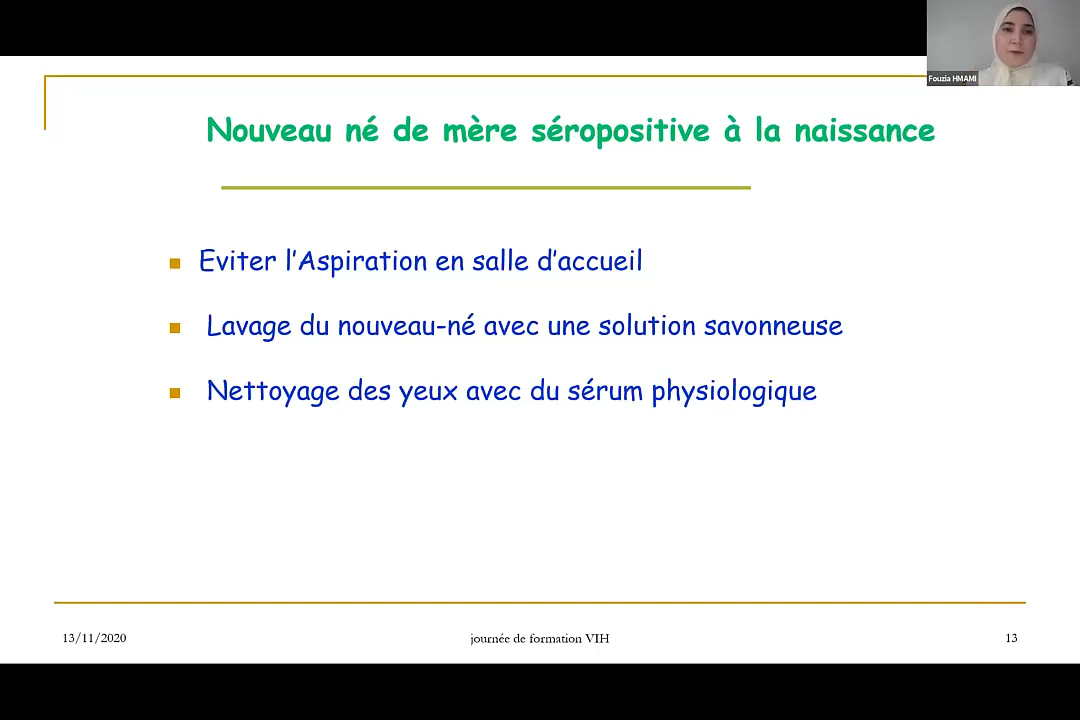 Fouzia HMAMI
Nouveau né de mère séropositive à la naissance
Eviter l'Aspiration en salle d'accueil
Lavage du nouveau-né avec une solution savonneuse
Nettoyage des yeux avec du sérum physiologique
13/11/2020
journée de formation VIH
13